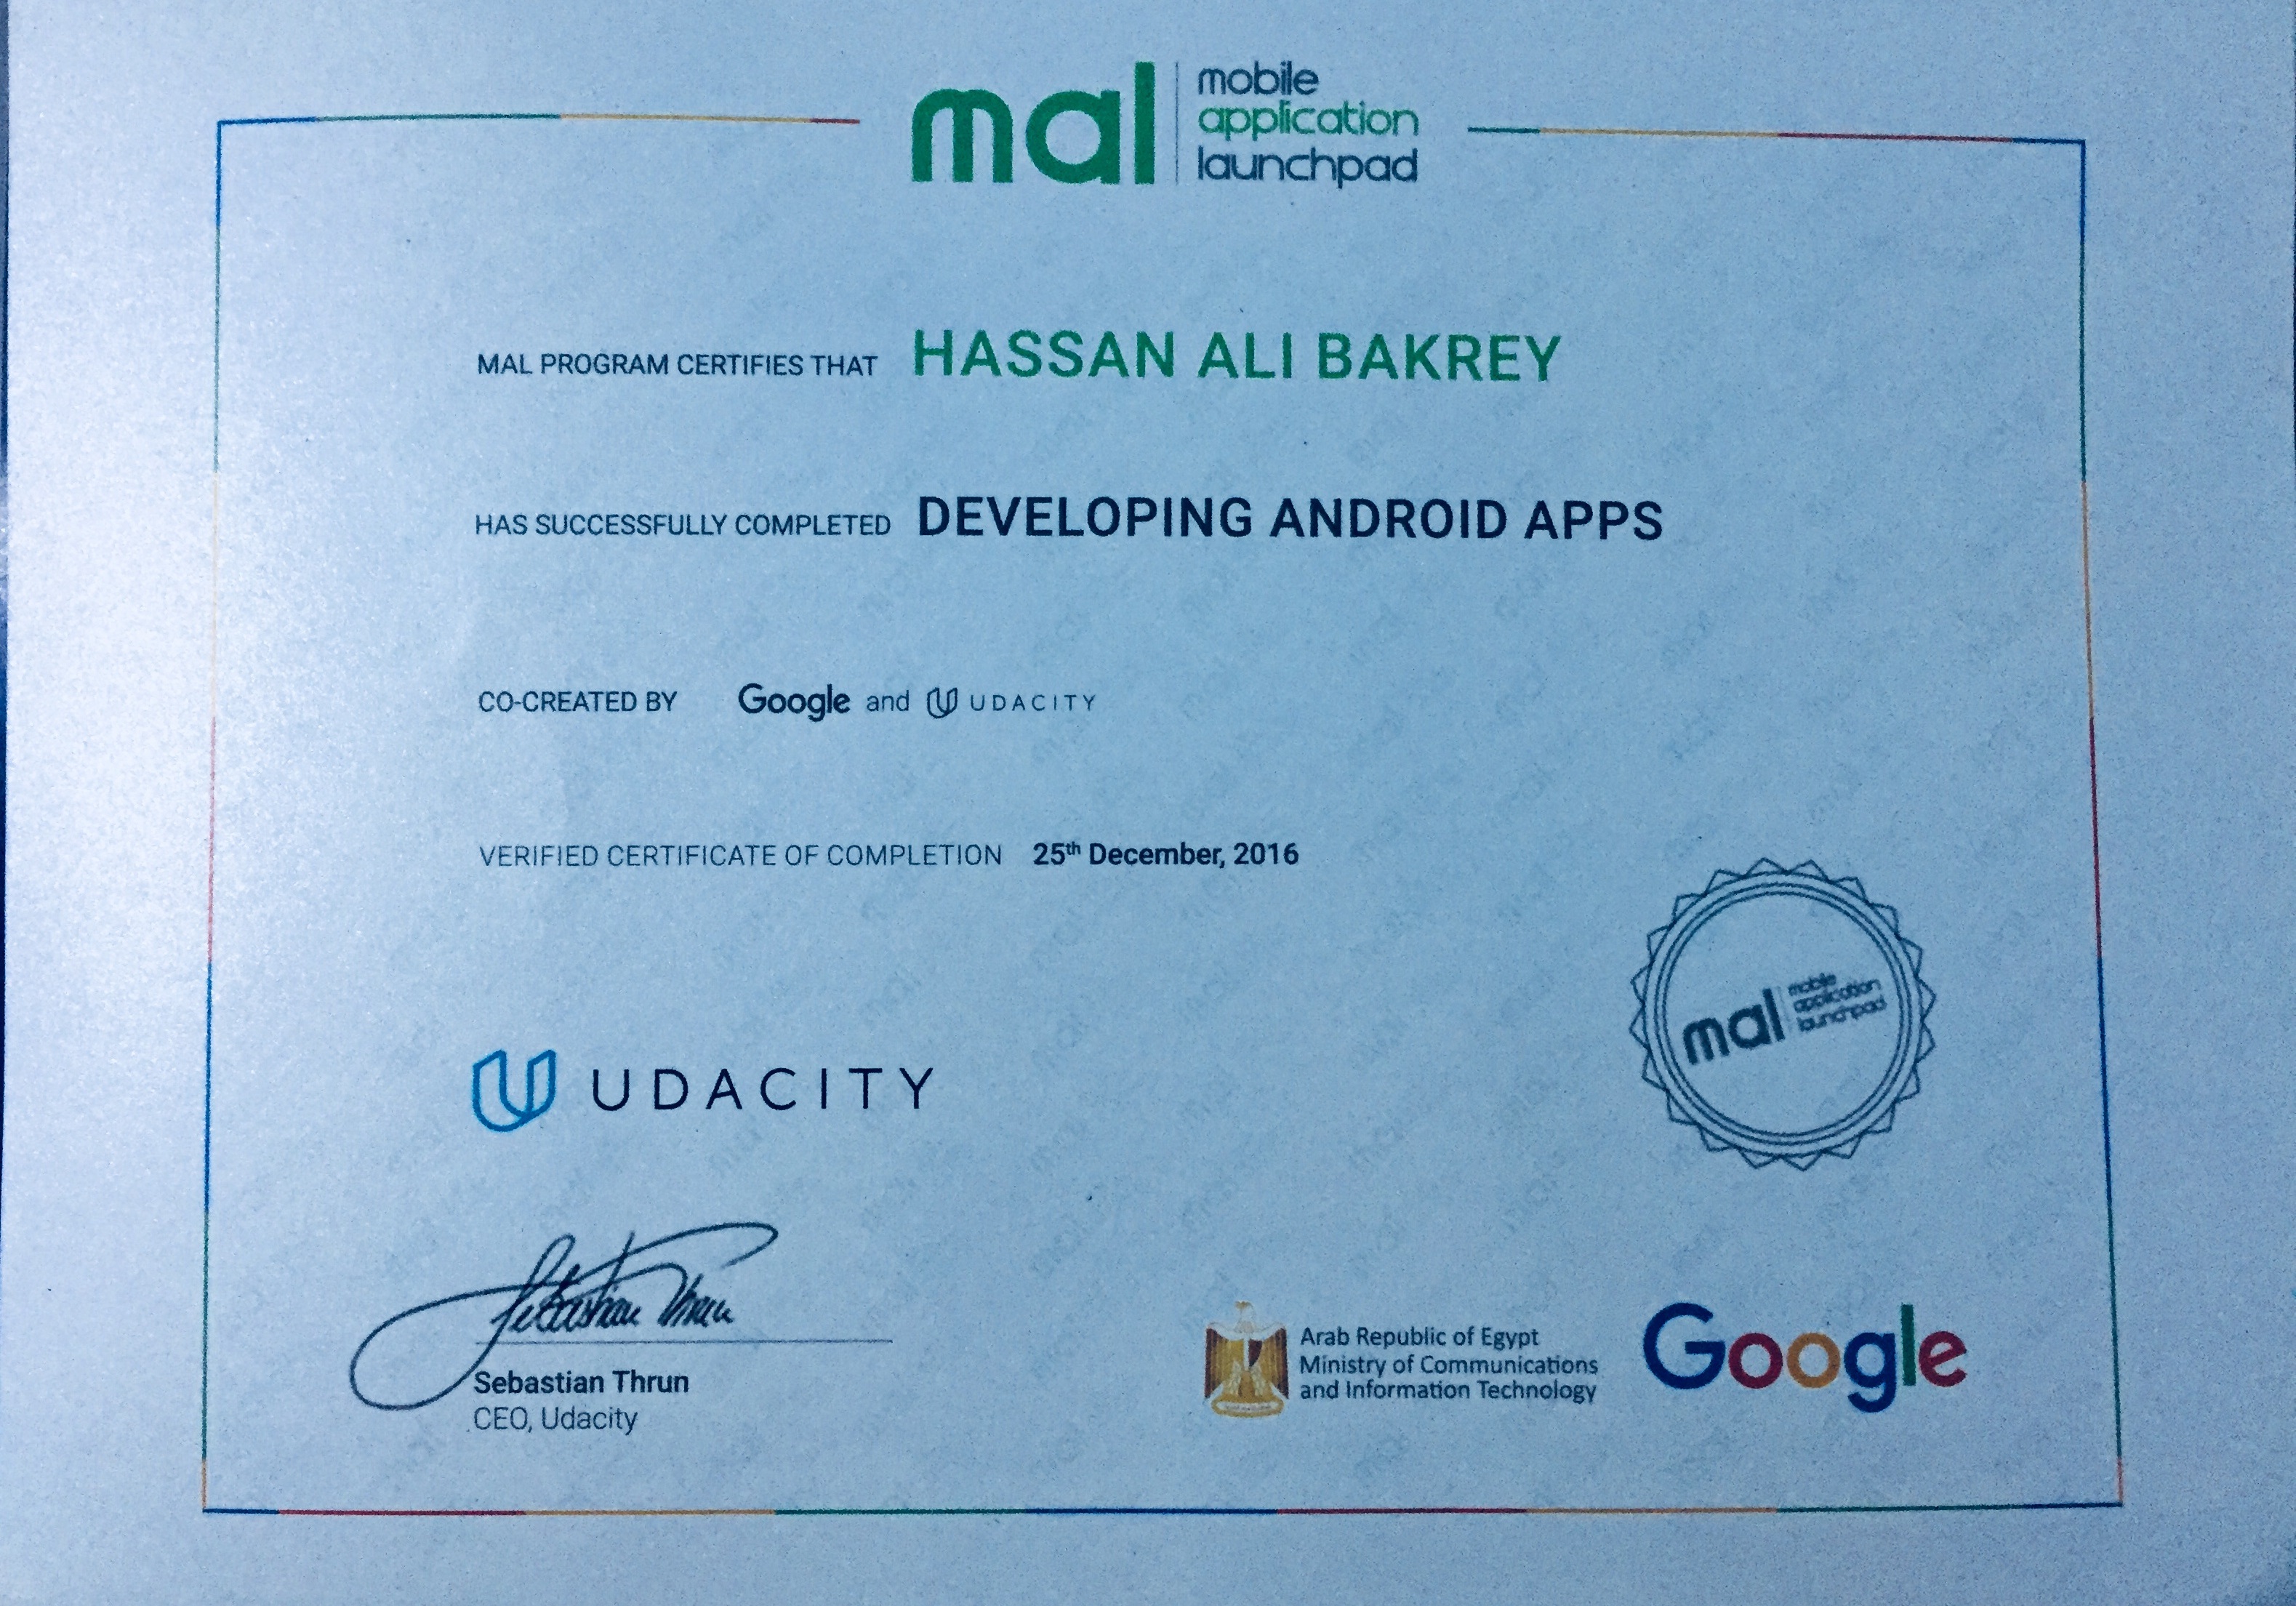 mal
mobile
application
launchpad
MAL PROGRAM CERTIFIES THAT HASSAN ALI BAKREY
HAS SUCCESSFULLY COMPLETED DEVELOPING ANDROID APPS
CO-CREATED BY Google and UDACITY
VERIFIED CERTIFICATE OF COMPLETION 25th December, 2016
mal
mobile
application
launchpad
UDACITY
Sebastian Thrun
Sebastian Thrun
CEO, Udacity
Arab Republic of Egypt
Ministry of Communications
and Information Technology
Google